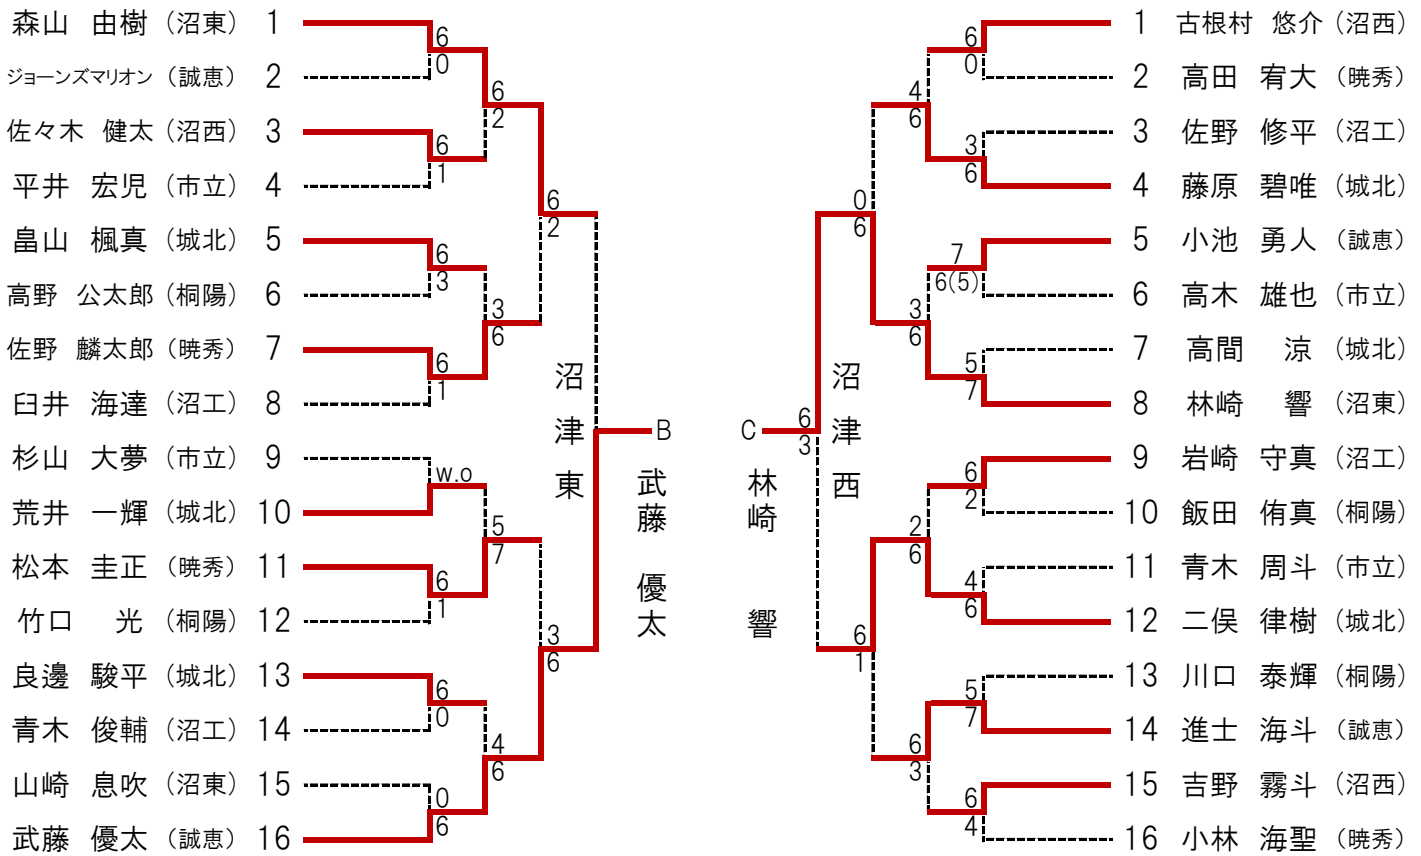 森山 由樹 (沼東) 1
ジョーンズマリオン (誠恵) 2
佐々木 健太 (沼西) 3
平井 宏児 (市立) 4
畠山 楓真 (城北) 5
高野 公太郎 (桐陽) 6
佐野 麟太郎 (暁秀) 7
臼井 海達 (沼工) 8
杉山 大夢 (市立) 9
荒井 一輝 (城北) 10
松本 圭正 (暁秀) 11
竹口 光 (桐陽) 12
良邊 駿平 (城北) 13
青木 俊輔 (沼工) 14
山崎 息吹 (沼東) 15
武藤 優太 (誠恵) 16
6
0
6
1
6
3
6
1
w.o
6
1
6
0
0
6
6
2
3
6
5
7
4
6
6
2
3
6
沼津東
B
武藤 優太
C
林崎 響
沼津西
6
3
0
6
6
1
4
6
3
6
2
6
6
3
6
0
3
6
7
6(5)
5
7
6
2
4
6
5
7
6
4
1 古根村 悠介 (沼西)
2 高田 宥大 (暁秀)
3 佐野 修平 (沼工)
4 藤原 碧唯 (城北)
5 小池 勇人 (誠恵)
6 高木 雄也 (市立)
7 高間 涼 (城北)
8 林崎 響 (沼東)
9 岩崎 守真 (沼工)
10 飯田 侑真 (桐陽)
11 青木 周斗 (市立)
12 二俣 律樹 (城北)
13 川口 泰輝 (桐陽)
14 進士 海斗 (誠恵)
15 吉野 霧斗 (沼西)
16 小林 海聖 (暁秀)